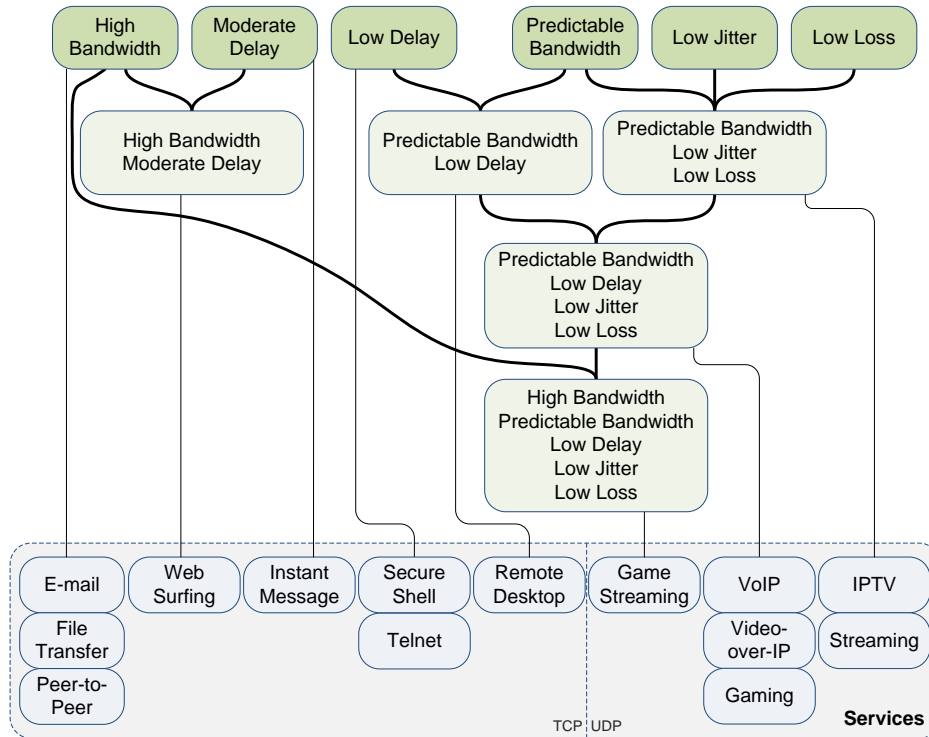 High
Bandwidth
Moderate
Delay
Low Delay
Predictable
Bandwidth
Low Jitter
Low Loss
High Bandwidth
Moderate Delay
Predictable Bandwidth
Low Delay
Predictable Bandwidth
Low Jitter
Low Loss
Predictable Bandwidth
Low Delay
Low Jitter
Low Loss
High Bandwidth
Predictable Bandwidth
Low Delay
Low Jitter
Low Loss
E-mail
File
Transfer
Peer-to-
Peer
Web
Surfing
Instant
Message
Secure
Shell
Telnet
Remote
Desktop
Game
Streaming
VoIP
Video-
over-IP
Gaming
IPTV
Streaming
TCP
UDP
Services